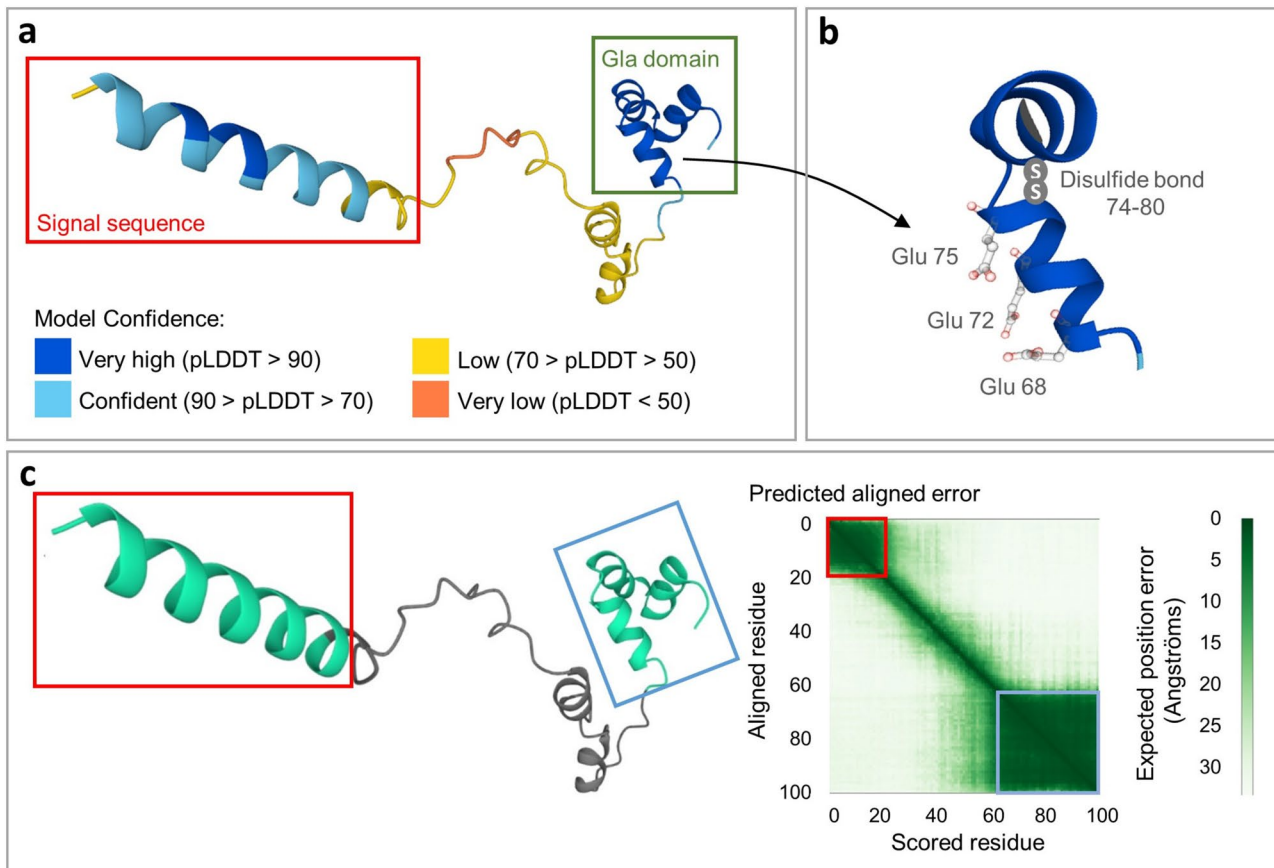 a
Gla domain
Signal sequence
Model Confidence:
Very high (pLDDT > 90)
Confident (90 > pLDDT > 70)
Low (70 > pLDDT > 50)
Very low (pLDDT < 50)
b
S
S
Disulfide bond
74-80
Glu 75
Glu 72
Glu 68
c
Predicted aligned error
Aligned residue
0
20
40
60
80
100
0 20 40 60 80 100
Scored residue
Expected position error
(Angströms)
0
5
10
15
20
25
30